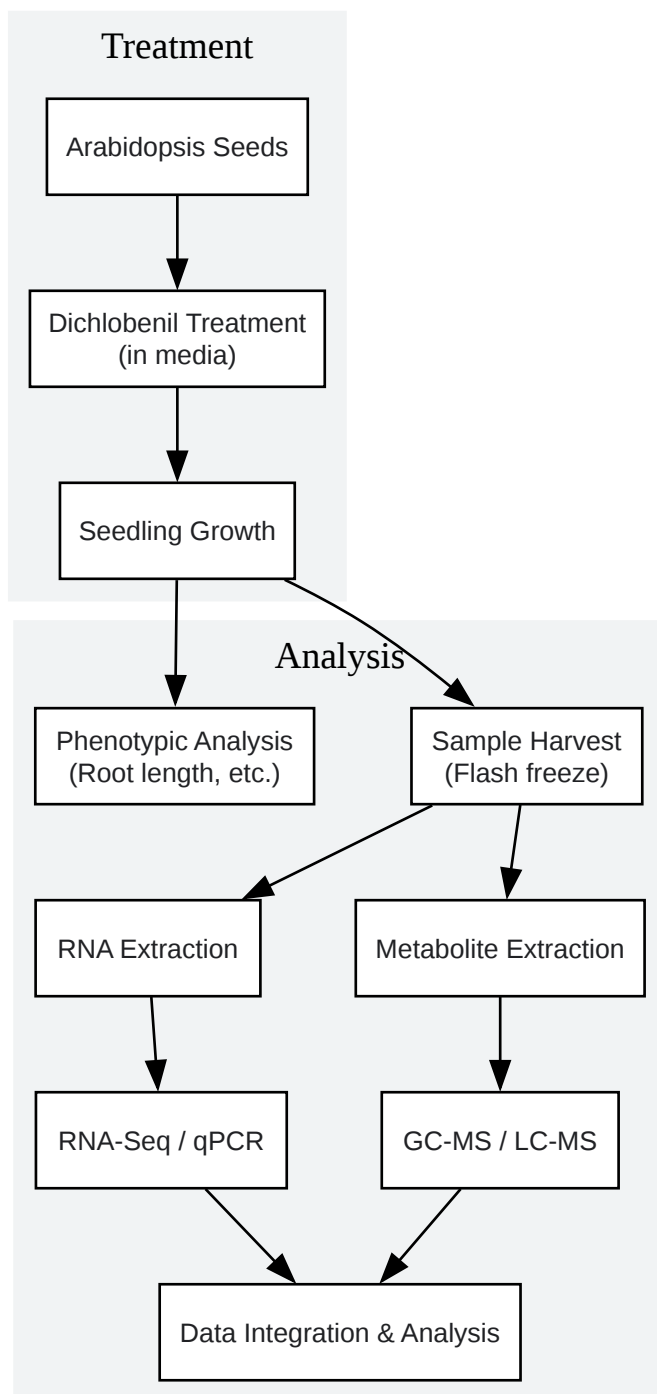 Treatment
Arabidopsis Seeds
Dichlobenil Treatment
(in media)
Seedling Growth
Analysis
Phenotypic Analysis
(Root length, etc.)
Sample Harvest
(Flash freeze)
RNA Extraction
Metabolite Extraction
RNA-Seq / qPCR
GC-MS / LC-MS
Data Integration & Analysis